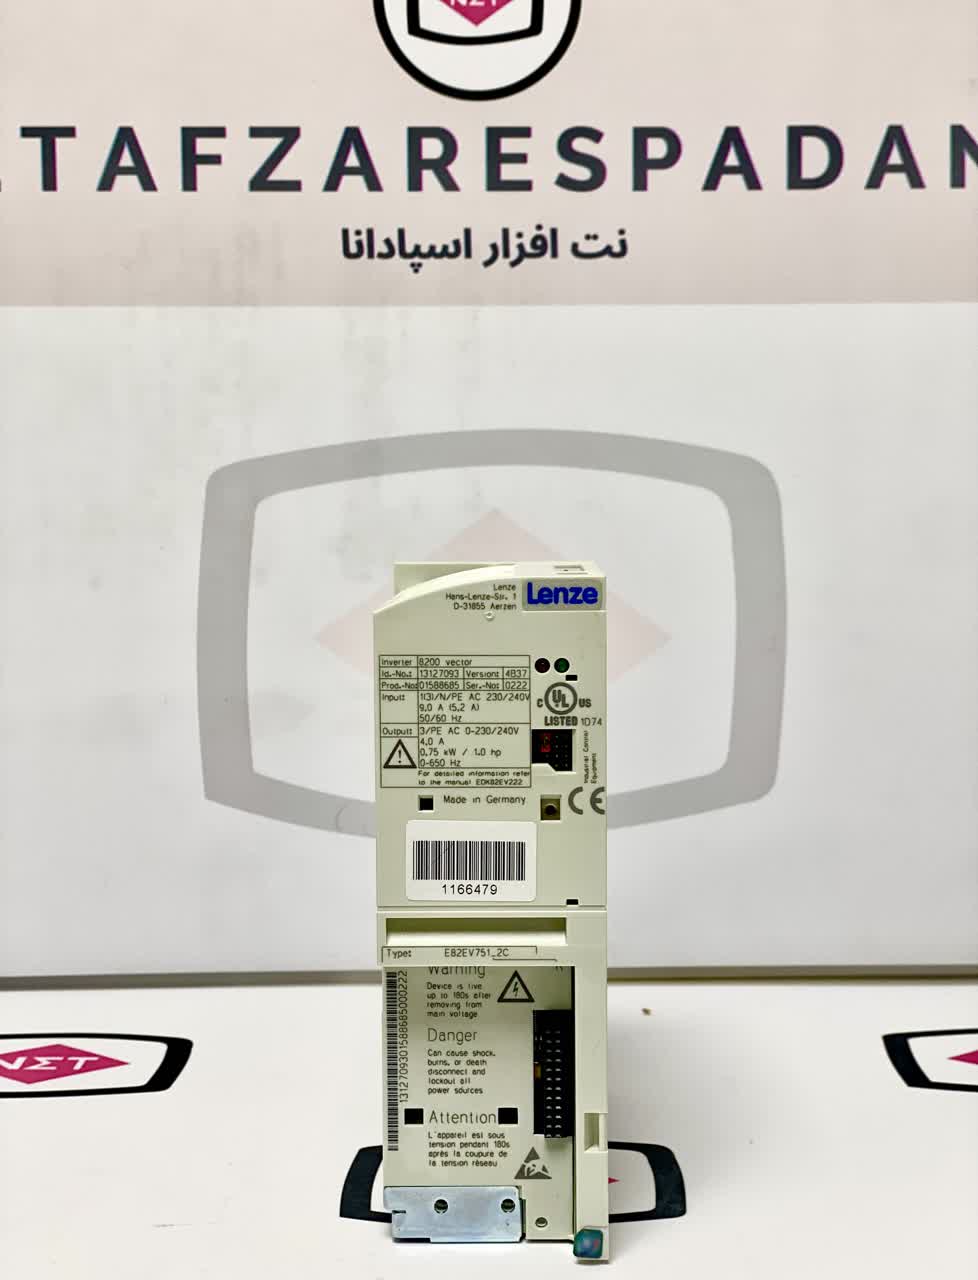 NΣT
TAFZARESPADAN
نت افزار اسپادانا
Lenze
Hans-Lenze-Str. 1
D-31855 Aerzen
Lenze
Inverter 8200 vector
Id.-No.: 13127093 Version: 4B37
Prod.-No: 01588685 Ser.-No: 0222
Input: 1(3)/N/PE AC 230/240V
9.0 A (5.2 A)
50/60 Hz
Output: 3/PE AC 0-230/240V
4.0 A
0.75 kW / 1.0 hp
0-650 Hz
For detailed information refer
to the manual EDK82EV222
C UL US
LISTED 1D74
Industrial Control
Equipment
Made in Germany
CE
1166479
Type: E82EV751_2C
Warning
Device is live
up to 180s after
removing from
main voltage
Danger
Can cause shock,
burns, or death
disconnect and
lockout all
power sources
Attention
L'appareil est sous
tension pendant 180s
après la coupure de
la tension réseau
1312709301588685000222
NΣT